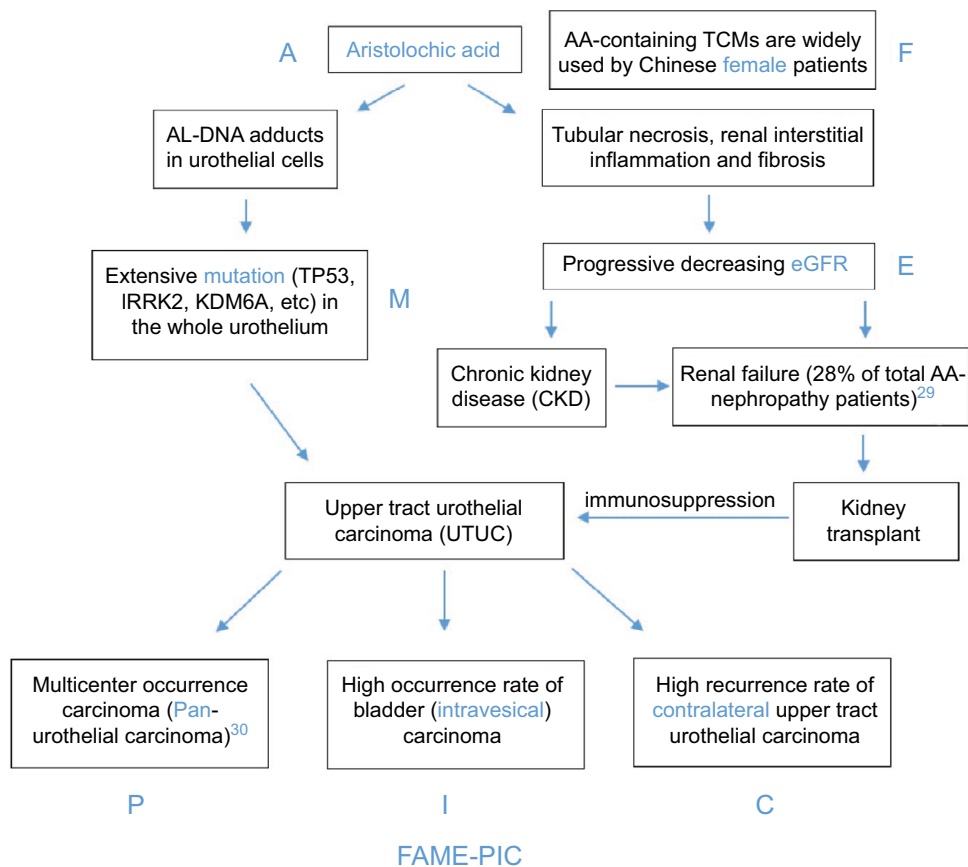 A
Aristolochic acid
AA-containing TCMs are widely
used by Chinese female patients
F
AL-DNA adducts
in urothelial cells
Tubular necrosis, renal interstitial
inflammation and fibrosis
Extensive mutation (TP53,
lRRK2, KDM6A, etc) in
the whole urothelium
M
Progressive decreasing eGFR
E
Chronic kidney
disease (CKD)
Renal failure (28% of total AA-
nephropathy patients)29
Upper tract urothelial
carcinoma (UTUC)
immunosuppression
Kidney
transplant
Multicenter occurrence
carcinoma (Pan-
urothelial carcinoma)30
High occurrence rate of
bladder (intravesical)
carcinoma
High recurrence rate of
contralateral upper tract
urothelial carcinoma
P
I
C
FAME-PIC